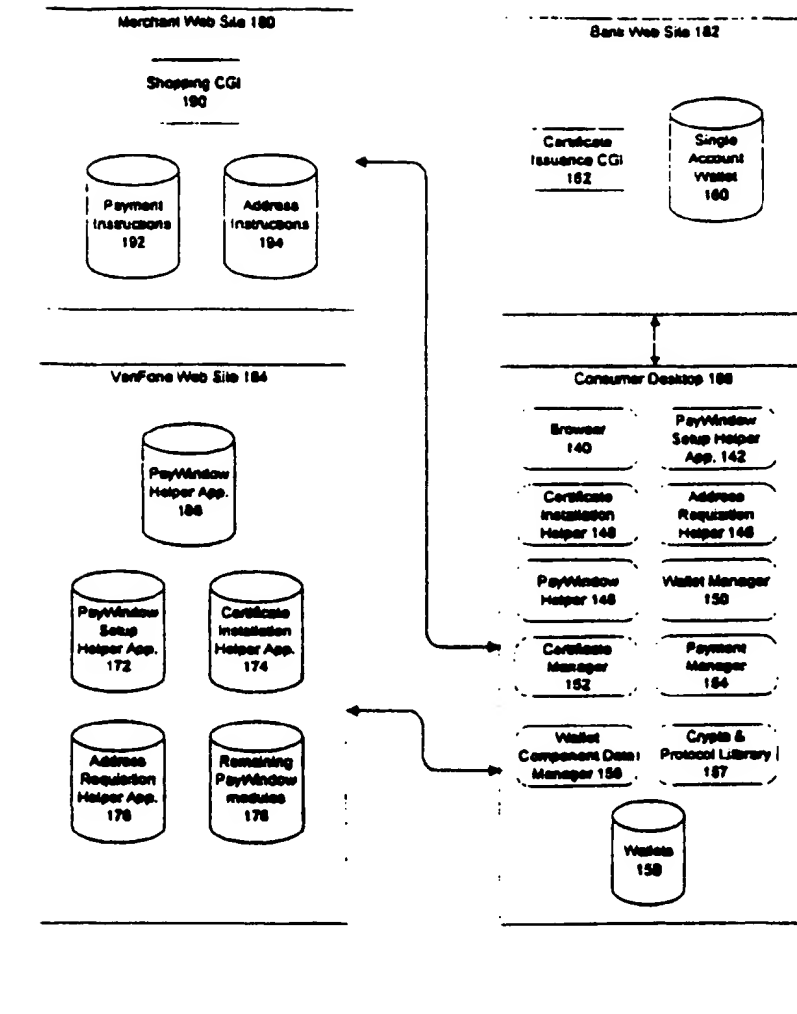 Merchant Web Site 180
Shopping CGI
190
Payment
Instructions
192
Address
Instructions
194
Bank Web Site 182
Certificate
Issuance CGI
162
Single
Account
Wallet
160
VeriFone Web Site 184
PayWindow
Helper App.
188
PayWindow
Setup
Helper App.
172
Certificate
Installation
Helper App.
174
Address
Requisition
Helper App.
176
Remaining
PayWindow
modules
178
Consumer Desktop 186
Browser
140
PayWindow
Setup Helper
App. 142
Certificate
Installation
Helper
Address
Requisition
Helper 146
PayWindow
Helper
Wallet Manager
150
Certificate
Manager
152
Payment
Manager
154
Wallet
Component Data
Manager 156
Crypto &
Protocol Library
157
Wallets
158